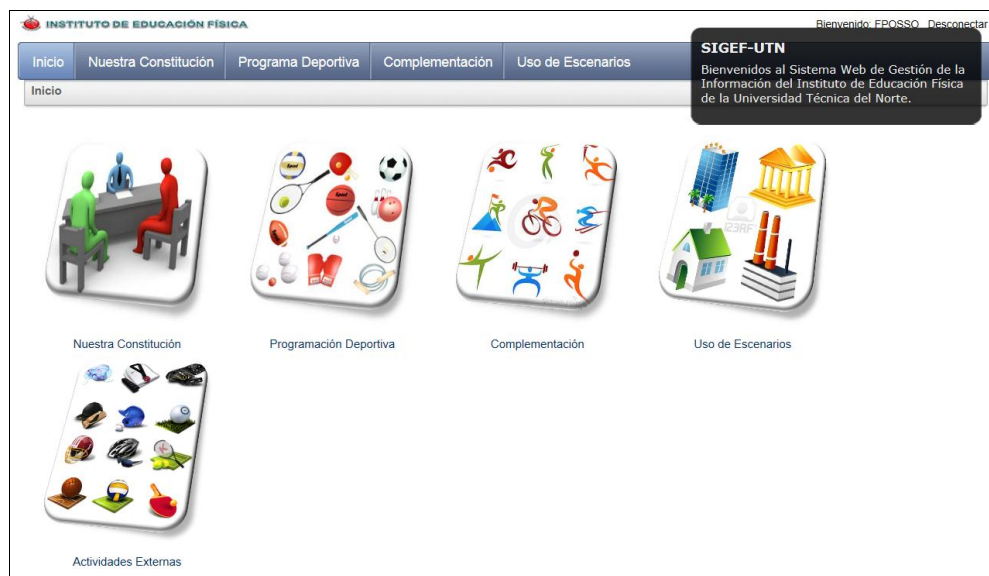 INSTITUTO DE EDUCACIÓN FÍSICA
Bienvenido: FPOSSO Desconectar
Inicio Nuestra Constitución Programa Deportiva Complementación Uso de Escenarios
SIGEF-UTN
Bienvenidos al Sistema Web de Gestión de la
Información del Instituto de Educación Física
de la Universidad Técnica del Norte.
Inicio
123RF
Nuestra Constitución
Programación Deportiva
Complementación
Uso de Escenarios
Actividades Externas